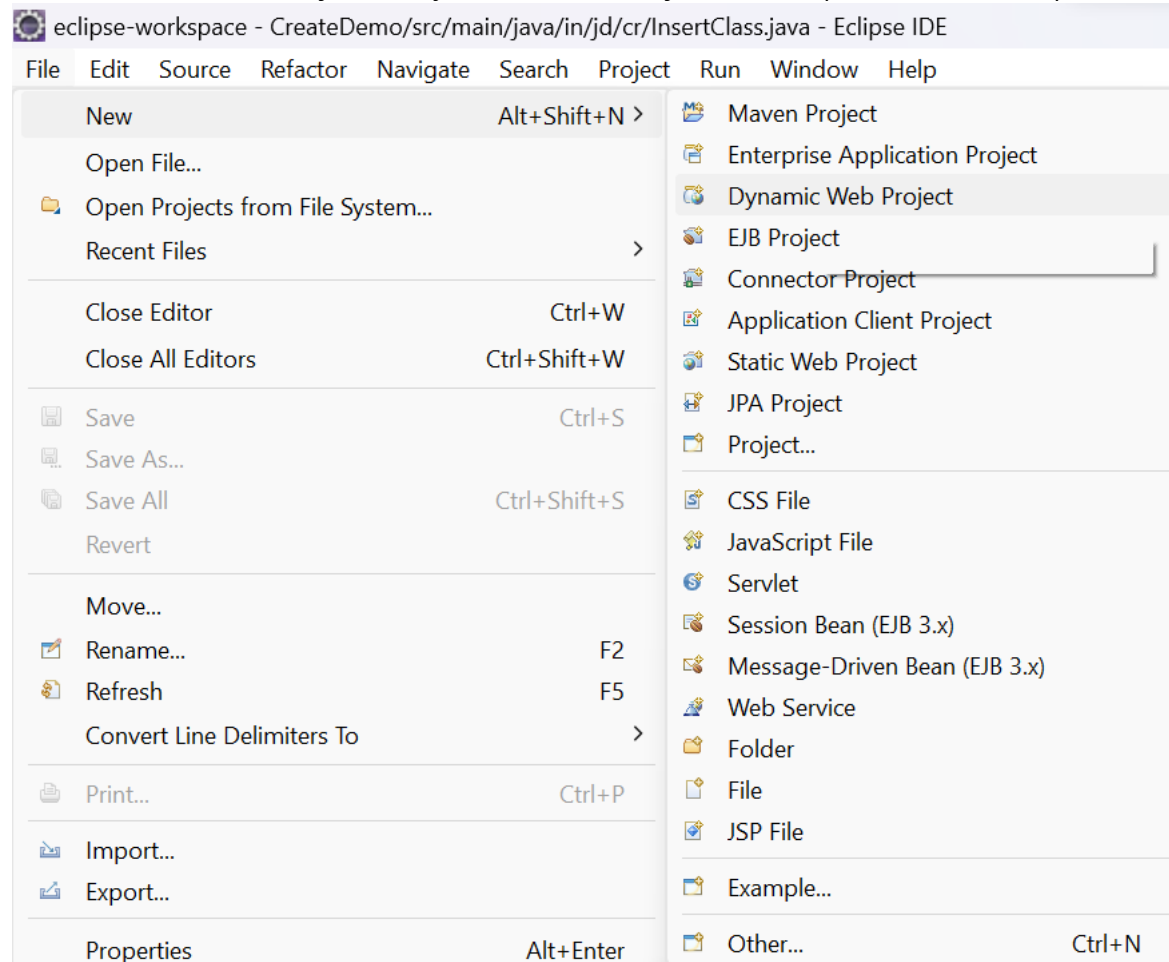 eclipse-workspace - CreateDemo/src/main/java/in/jd/cr/InsertClass.java - Eclipse IDE
File Edit Source Refactor Navigate Search Project Run Window Help
New Alt+Shift+N >
Open File...
Open Projects from File System...
Recent Files >
Close Editor Ctrl+W
Close All Editors Ctrl+Shift+W
Save Ctrl+S
Save As...
Save All Ctrl+Shift+S
Revert
Move...
Rename... F2
Refresh F5
Convert Line Delimiters To >
Print... Ctrl+P
Import...
Export...
Properties Alt+Enter
Maven Project
Enterprise Application Project
Dynamic Web Project
EJB Project
Connector Project
Application Client Project
Static Web Project
JPA Project
Project...
CSS File
JavaScript File
Servlet
Session Bean (EJB 3.x)
Message-Driven Bean (EJB 3.x)
Web Service
Folder
File
JSP File
Example...
Other... Ctrl+N